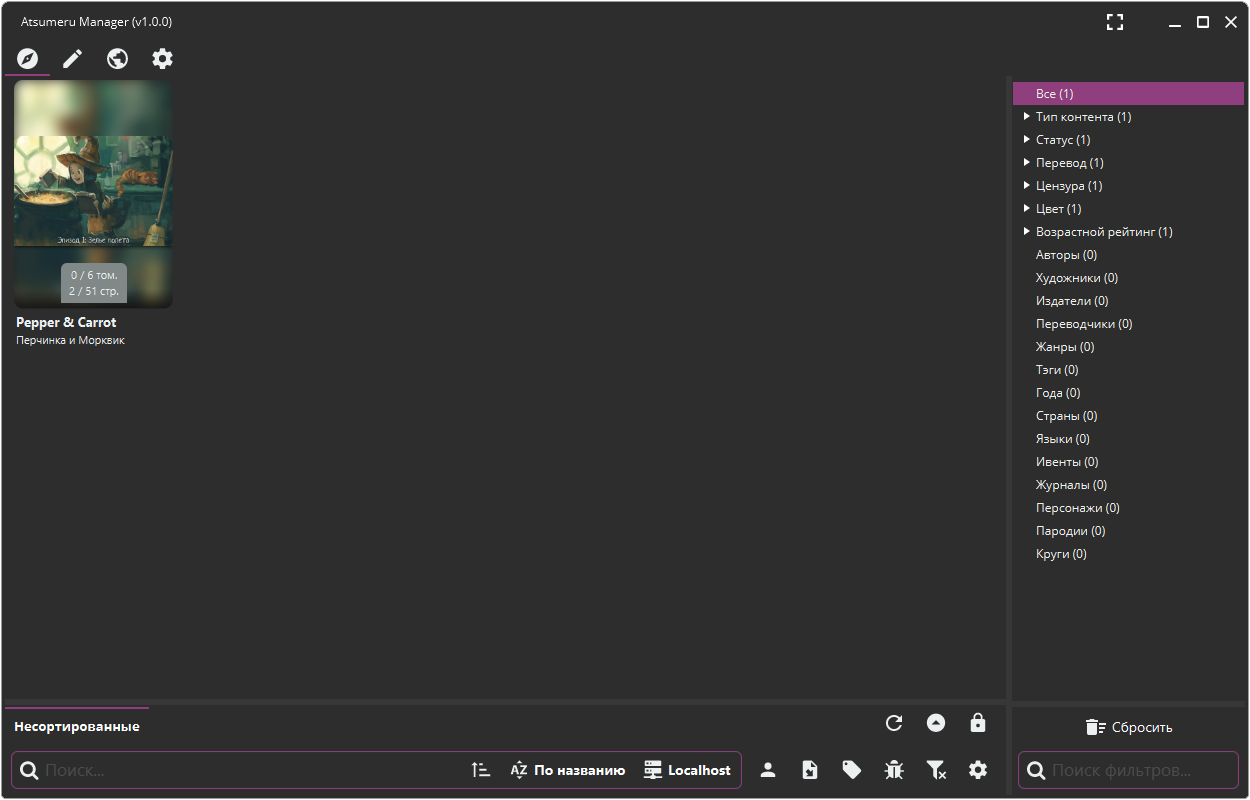 Atsumeru Manager (v1.0.0)
Эпизод 1: Зелье полёта
0 / 6 том.
2 / 51 стр.
Pepper & Carrot
Перчинка и Морквик
Все (1)
Тип контента (1)
Статус (1)
Перевод (1)
Цензура (1)
Цвет (1)
Возрастной рейтинг (1)
Авторы (0)
Художники (0)
Издатели (0)
Переводчики (0)
Жанры (0)
Тэги (0)
Года (0)
Страны (0)
Языки (0)
Ивенты (0)
Журналы (0)
Персонажи (0)
Пародии (0)
Круги (0)
Несортированные
Сбросить
Поиск...
AZ По названию
Localhost
Поиск фильтров...